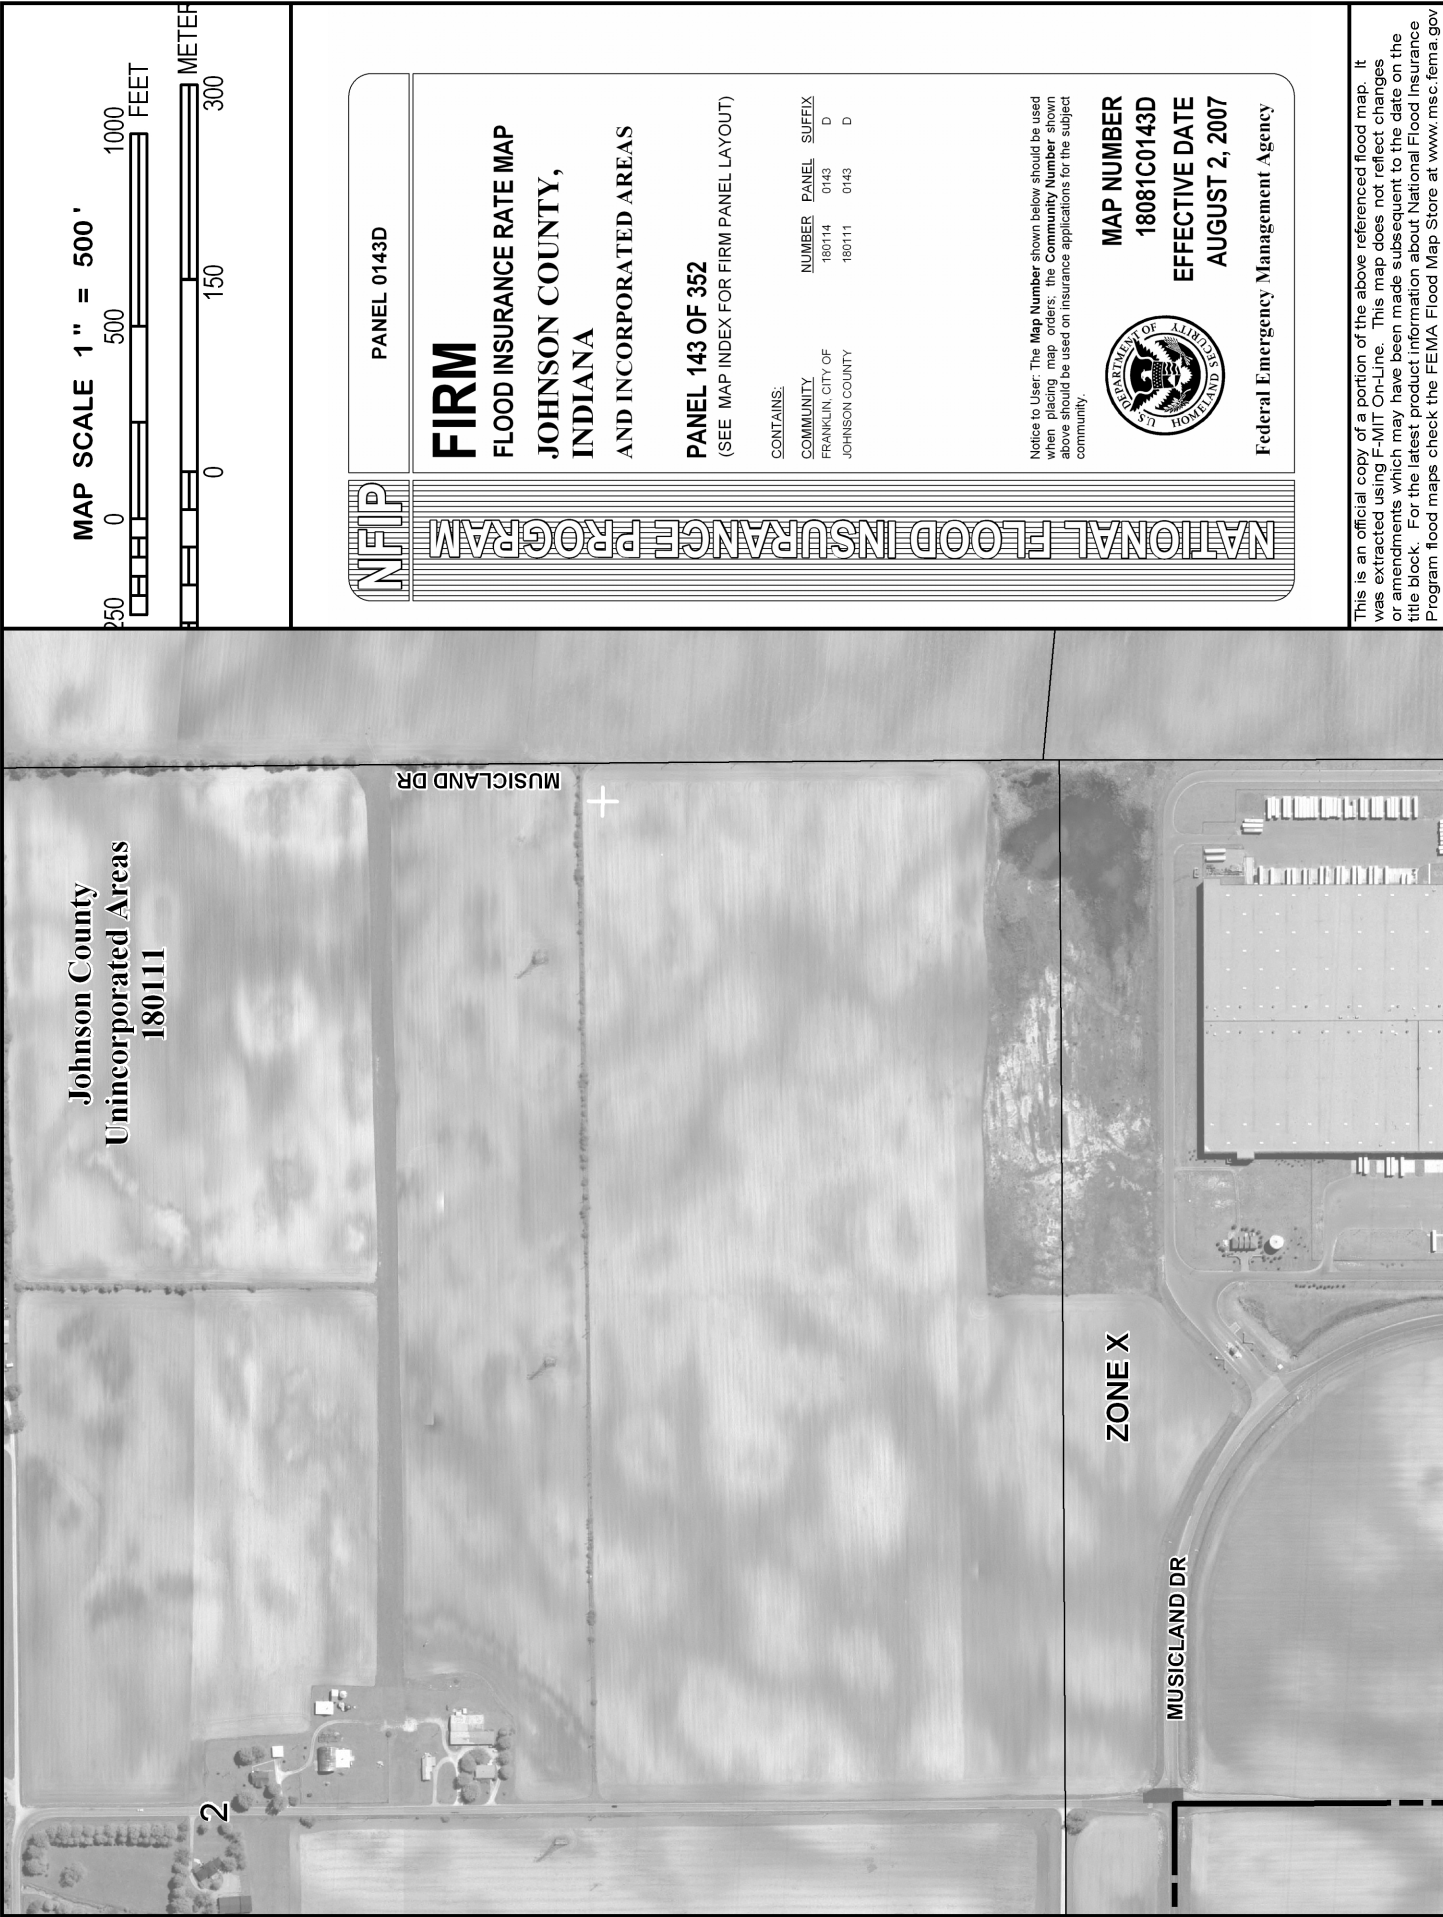 MAP SCALE 1" = 500'
250 0 500 1000
FEET
0 150 300
METER
NFIP
PANEL 0143D
FIRM
FLOOD INSURANCE RATE MAP
JOHNSON COUNTY,
INDIANA
AND INCORPORATED AREAS
PANEL 143 OF 352
(SEE MAP INDEX FOR FIRM PANEL LAYOUT)
CONTAINS:
COMMUNITY NUMBER PANEL SUFFIX
FRANKLIN, CITY OF 180114 0143 D
JOHNSON COUNTY 180111 0143 D
Notice to User: The Map Number shown below should be used
when placing map orders; the Community Number shown
above should be used on insurance applications for the subject
community.
U.S. DEPARTMENT OF
HOMELAND SECURITY
MAP NUMBER
18081C0143D
EFFECTIVE DATE
AUGUST 2, 2007
Federal Emergency Management Agency
NATIONAL FLOOD INSURANCE PROGRAM
This is an official copy of a portion of the above referenced flood map. It
was extracted using F-MIT On-Line. This map does not reflect changes
or amendments which may have been made subsequent to the date on the
title block. For the latest product information about National Flood Insurance
Program flood maps check the FEMA Flood Map Store at www.msc.fema.gov
Johnson County
Unincorporated Areas
180111
MUSICLAND DR
ZONE X
MUSICLAND DR
2